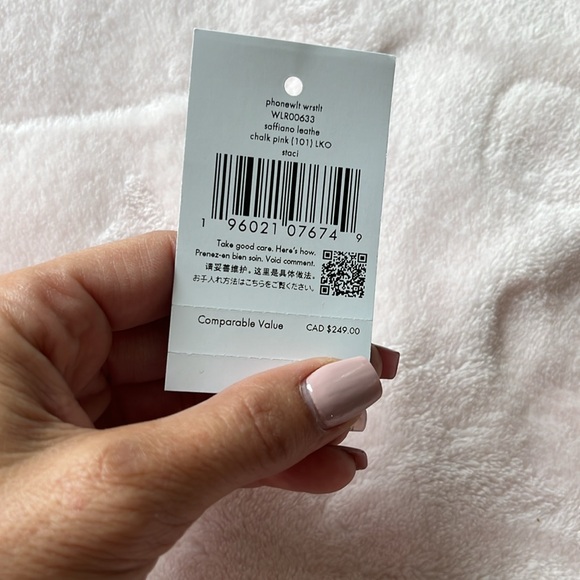 phonewlt wrstlt
WLR00633
saffiano leathe
chalk pink (101) LKO
staci
1 96021 07674 9
Take good care. Here's how.
Prenez-en bien soin. Voici comment.
请妥善维护。这里是具体做法。
お手入れ方法はこちらをご覧ください。
Comparable Value CAD $249.00